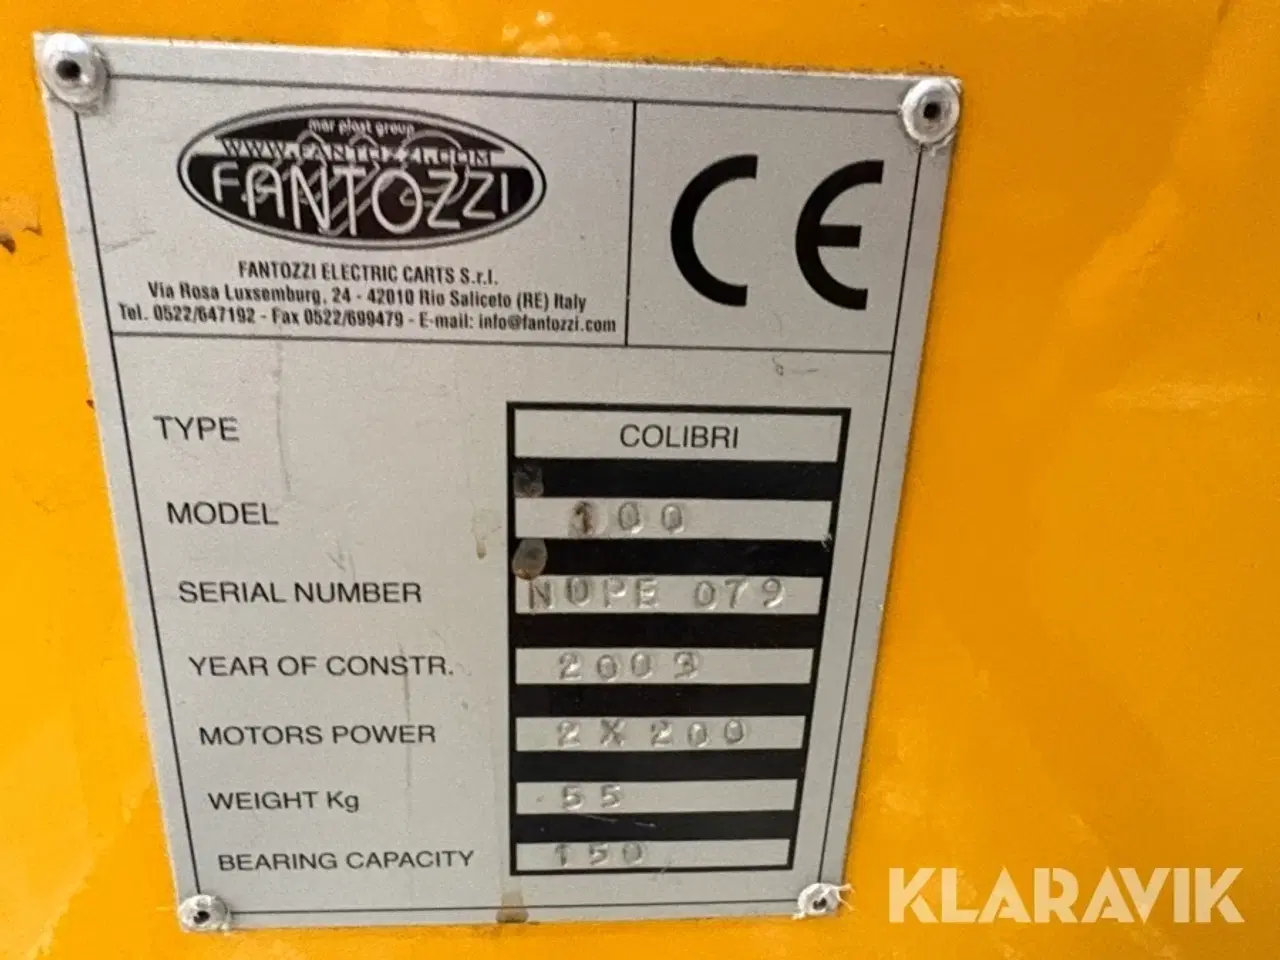 mar plast group
WWW.FANTOZZI.COM
FANTOZZI
FANTOZZI ELECTRIC CARTS S.r.l.
Via Rosa Luxsemburg, 24 - 42010 Rio Saliceto (RE) Italy
Tel. 0522/647192 - Fax 0522/699479 - E-mail: info@fantozzi.com
CE
TYPE COLIBRI
MODEL 100
SERIAL NUMBER NOPE 079
YEAR OF CONSTR. 2003
MOTORS POWER 2X200
WEIGHT Kg 55
BEARING CAPACITY 150
KLARAVIK